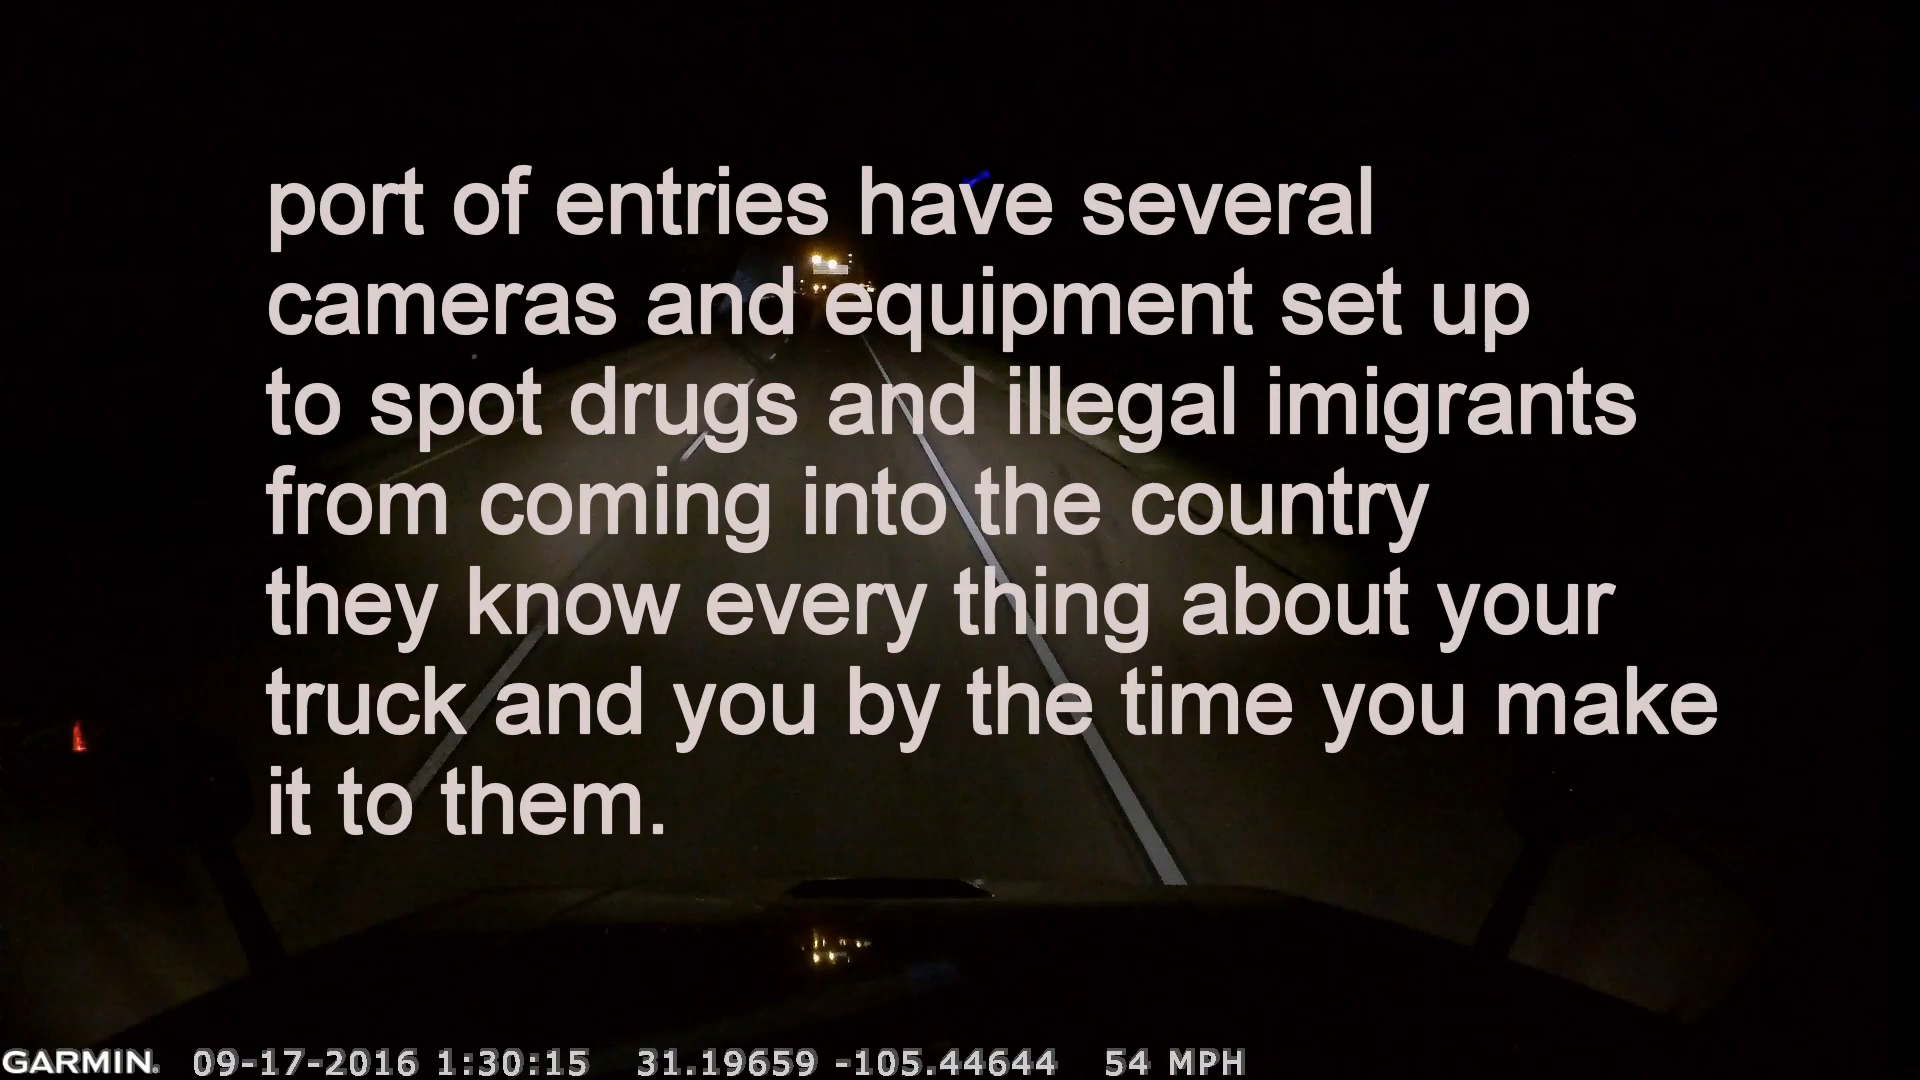 port of entries have several
cameras and equipment set up
to spot drugs and illegal imigrants
from coming into the country
they know every thing about your
truck and you by the time you make
it to them.
GARMIN. 09-17-2016 1:30:15 31.19659 -105.44644 54 MPH